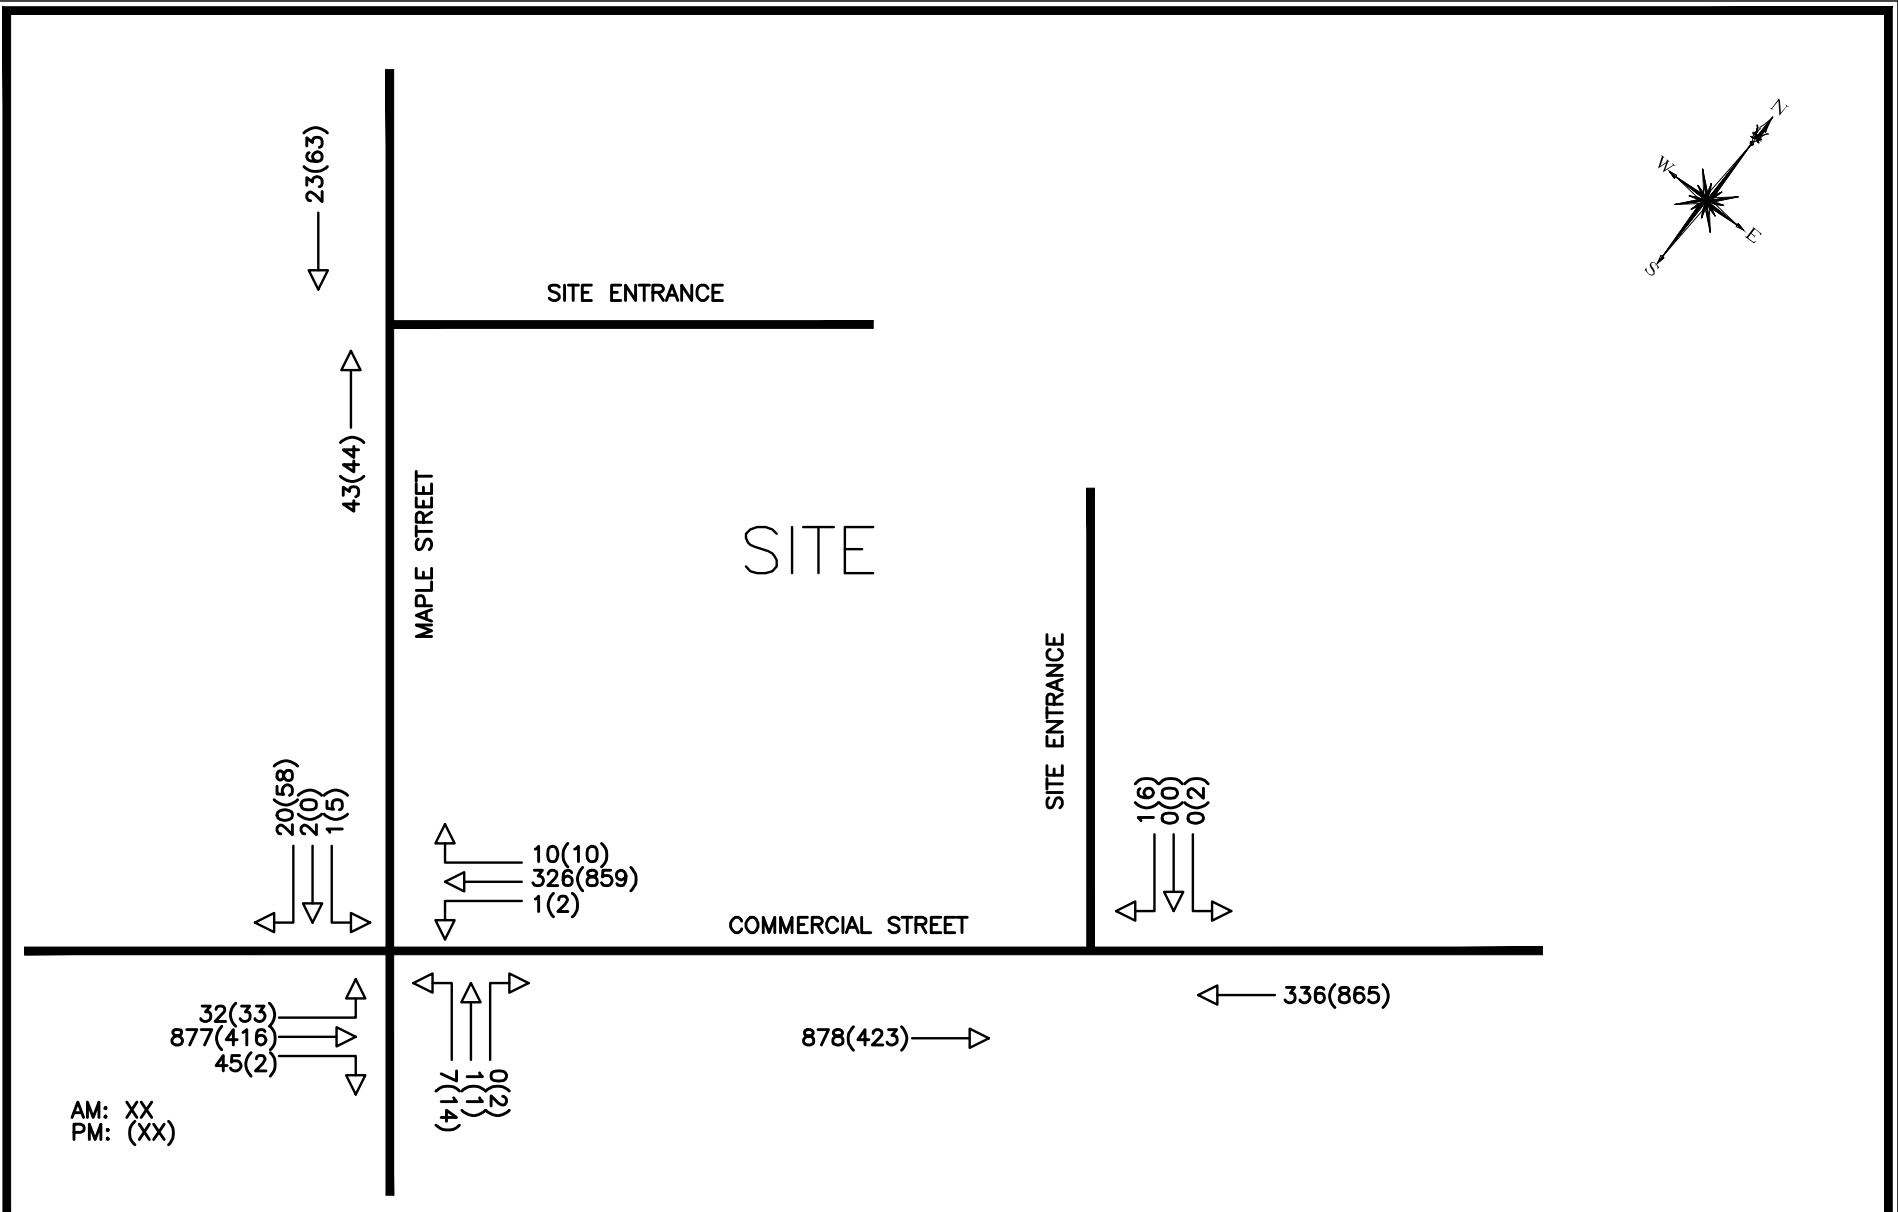 N
W
E
S
23(63)
SITE ENTRANCE
43(44)
MAPLE STREET
SITE
SITE ENTRANCE
20(58)
2(0)
1(5)
10(10)
326(859)
1(2)
1(6)
0(0)
0(2)
COMMERCIAL STREET
32(33)
877(416)
45(2)
7(14)
1(1)
0(2)
878(423)
336(865)
AM: XX
PM: (XX)